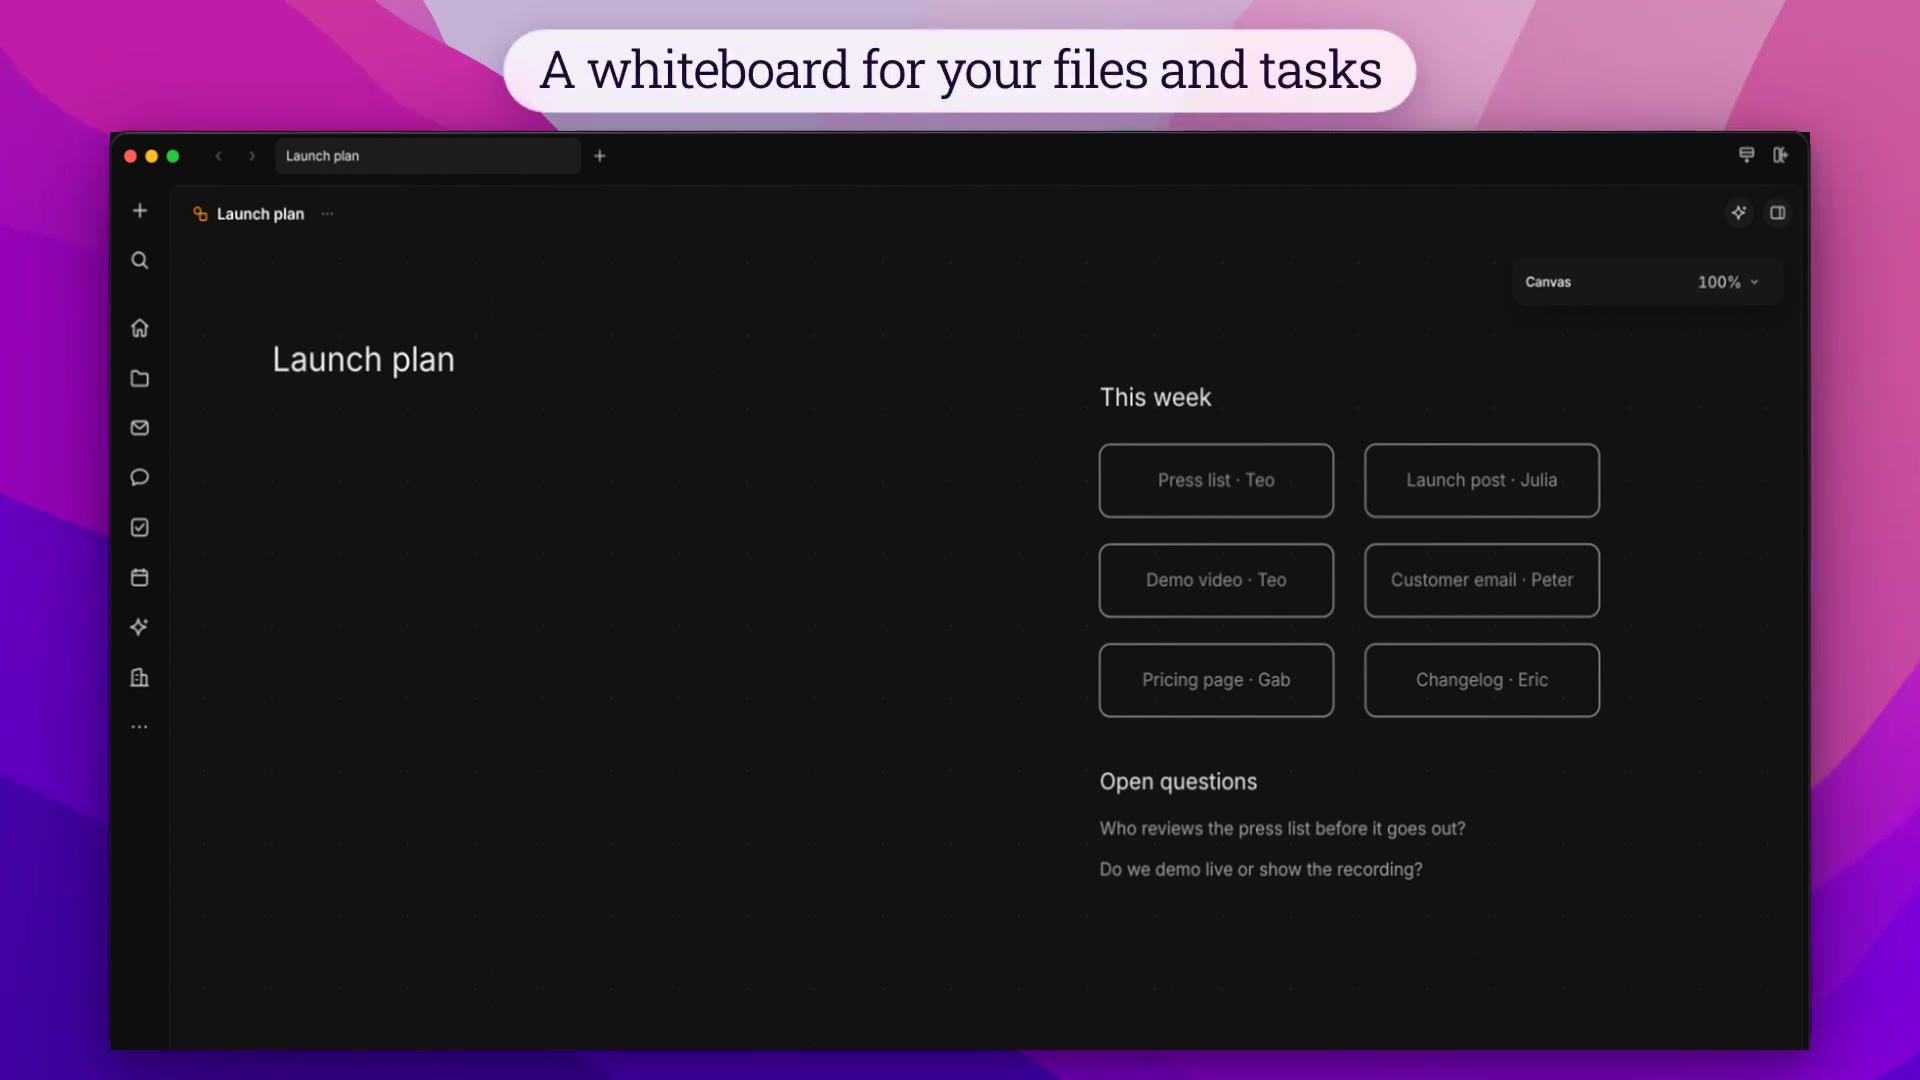 A whiteboard for your files and tasks
Launch plan
Launch plan
Canvas
100%
Launch plan
This week
Press list · Teo
Launch post · Julia
Demo video · Teo
Customer email · Peter
Pricing page · Gab
Changelog · Eric
Open questions
Who reviews the press list before it goes out?
Do we demo live or show the recording?